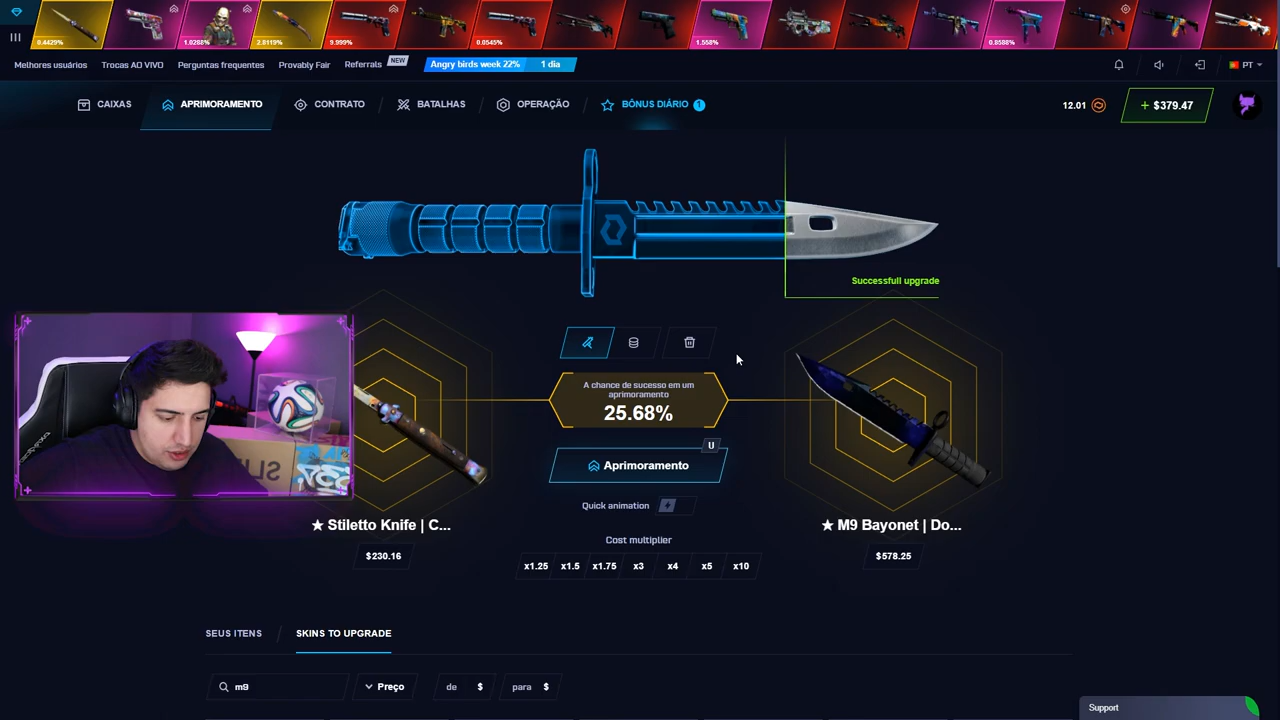 0.4429%
1.0288%
2.0119%
9.999%
0.0545%
1.558%
0.8588%
Melhores usuários
Trocas AO VIVO
Perguntas frequentes
Provably Fair
Referrals
NEW
Angry birds week 22%
1 dia
PT
CAIXAS
APRIMORAMENTO
CONTRATO
BATALHAS
OPERAÇÃO
BÔNUS DIÁRIO
1
12.01
+ $379.47
Successfull upgrade
A chance de sucesso em um
aprimoramento
25.68%
U
Aprimoramento
Quick animation
★ Stiletto Knife | C...
★ M9 Bayonet | Do...
$230.16
$578.25
Cost multiplier
x1.25
x1.5
x1.75
x3
x4
x5
x10
SEUS ITENS
SKINS TO UPGRADE
m9
Preço
de $
para $
Support